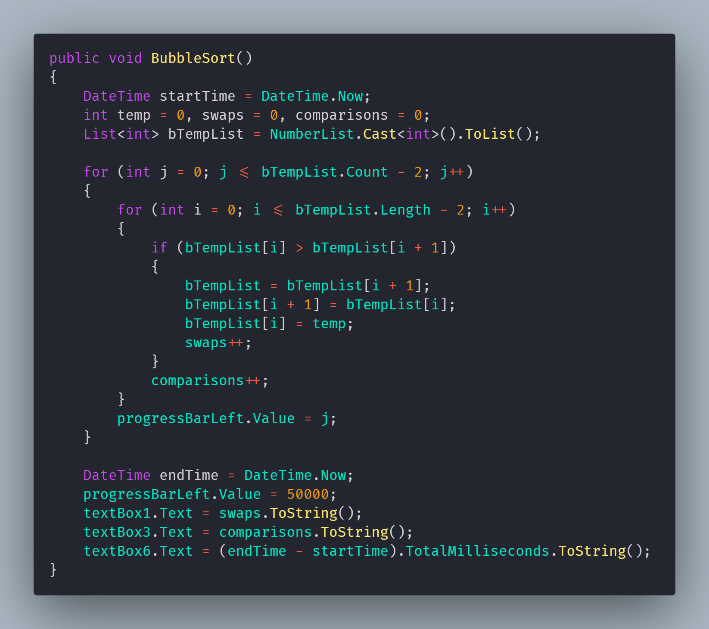 public void BubbleSort()
{
    DateTime startTime = DateTime.Now;
    int temp = 0, swaps = 0, comparisons = 0;
    List<int> bTempList = NumberList.Cast<int>().ToList();

    for (int j = 0; j <= bTempList.Count - 2; j++)
    {
        for (int i = 0; i <= bTempList.Length - 2; i++)
        {
            if (bTempList[i] > bTempList[i + 1])
            {
                bTempList = bTempList[i + 1];
                bTempList[i + 1] = bTempList[i];
                bTempList[i] = temp;
                swaps++;
            }
            comparisons++;
        }
        progressBarLeft.Value = j;
    }

    DateTime endTime = DateTime.Now;
    progressBarLeft.Value = 50000;
    textBox1.Text = swaps.ToString();
    textBox3.Text = comparisons.ToString();
    textBox6.Text = (endTime - startTime).TotalMilliseconds.ToString();
}